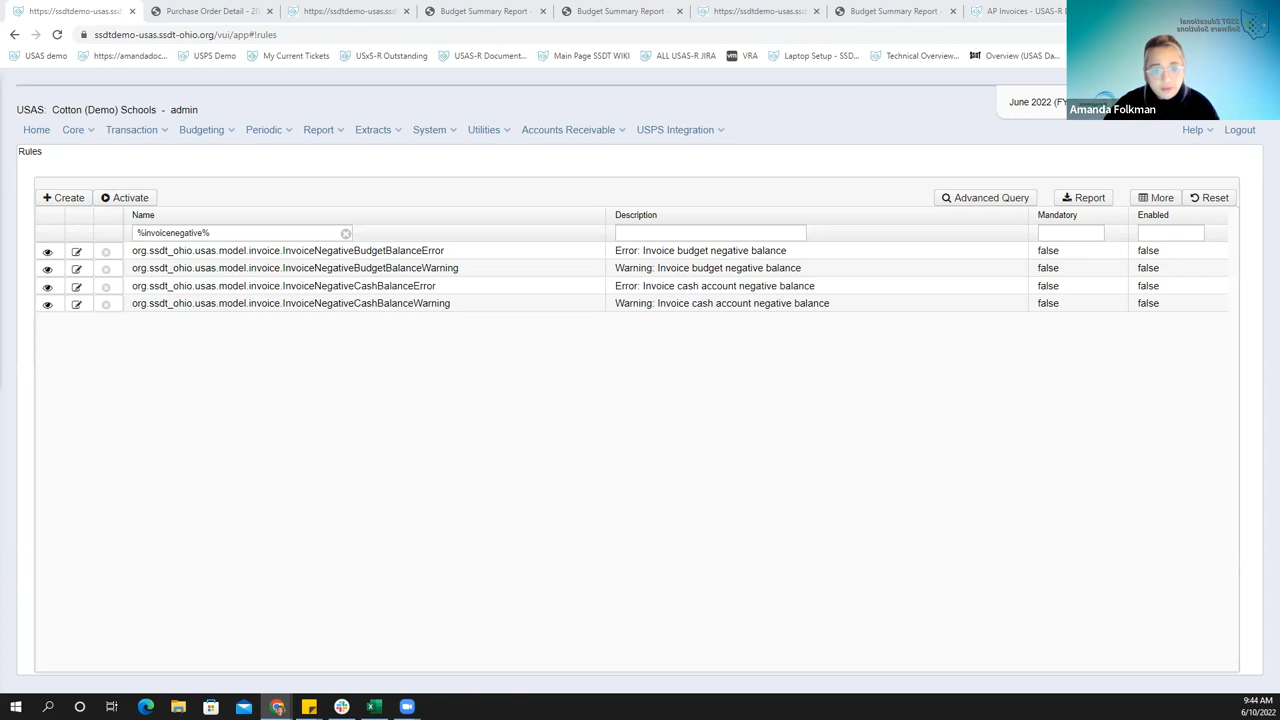 https://ssdtdemo-usas.ssdt
Purchase Order Detail - 20
https://ssdtdemo-usas.ssdt
Budget Summary Report -
Budget Summary Report -
https://ssdtdemo-usas.ssdt
Budget Summary Report -
AP Invoices - USAS-R D
ssdtdemo-usas.ssdt-ohio.org/vui/app#!rules
USAS demo
https://amandadoc...
USPS Demo
My Current Tickets
USxS-R Outstanding
USAS-R Document...
Main Page SSDT WIKI
ALL USAS-R JIRA
vm VRA
Laptop Setup - SSD...
Technical Overview...
Overview (USAS Da...
SSDT Educational
Software Solutions
Amanda Folkman
USAS: Cotton (Demo) Schools - admin
June 2022 (FY
Home Core Transaction Budgeting Periodic Report Extracts System Utilities Accounts Receivable USPS Integration Help Logout
Rules
Create Activate Advanced Query Report More Reset
Name Description Mandatory Enabled
%invoicenegative%
org.ssdt_ohio.usas.model.invoice.InvoiceNegativeBudgetBalanceError Error: Invoice budget negative balance false false
org.ssdt_ohio.usas.model.invoice.InvoiceNegativeBudgetBalanceWarning Warning: Invoice budget negative balance false false
org.ssdt_ohio.usas.model.invoice.InvoiceNegativeCashBalanceError Error: Invoice cash account negative balance false false
org.ssdt_ohio.usas.model.invoice.InvoiceNegativeCashBalanceWarning Warning: Invoice cash account negative balance false false
9:44 AM
6/10/2022